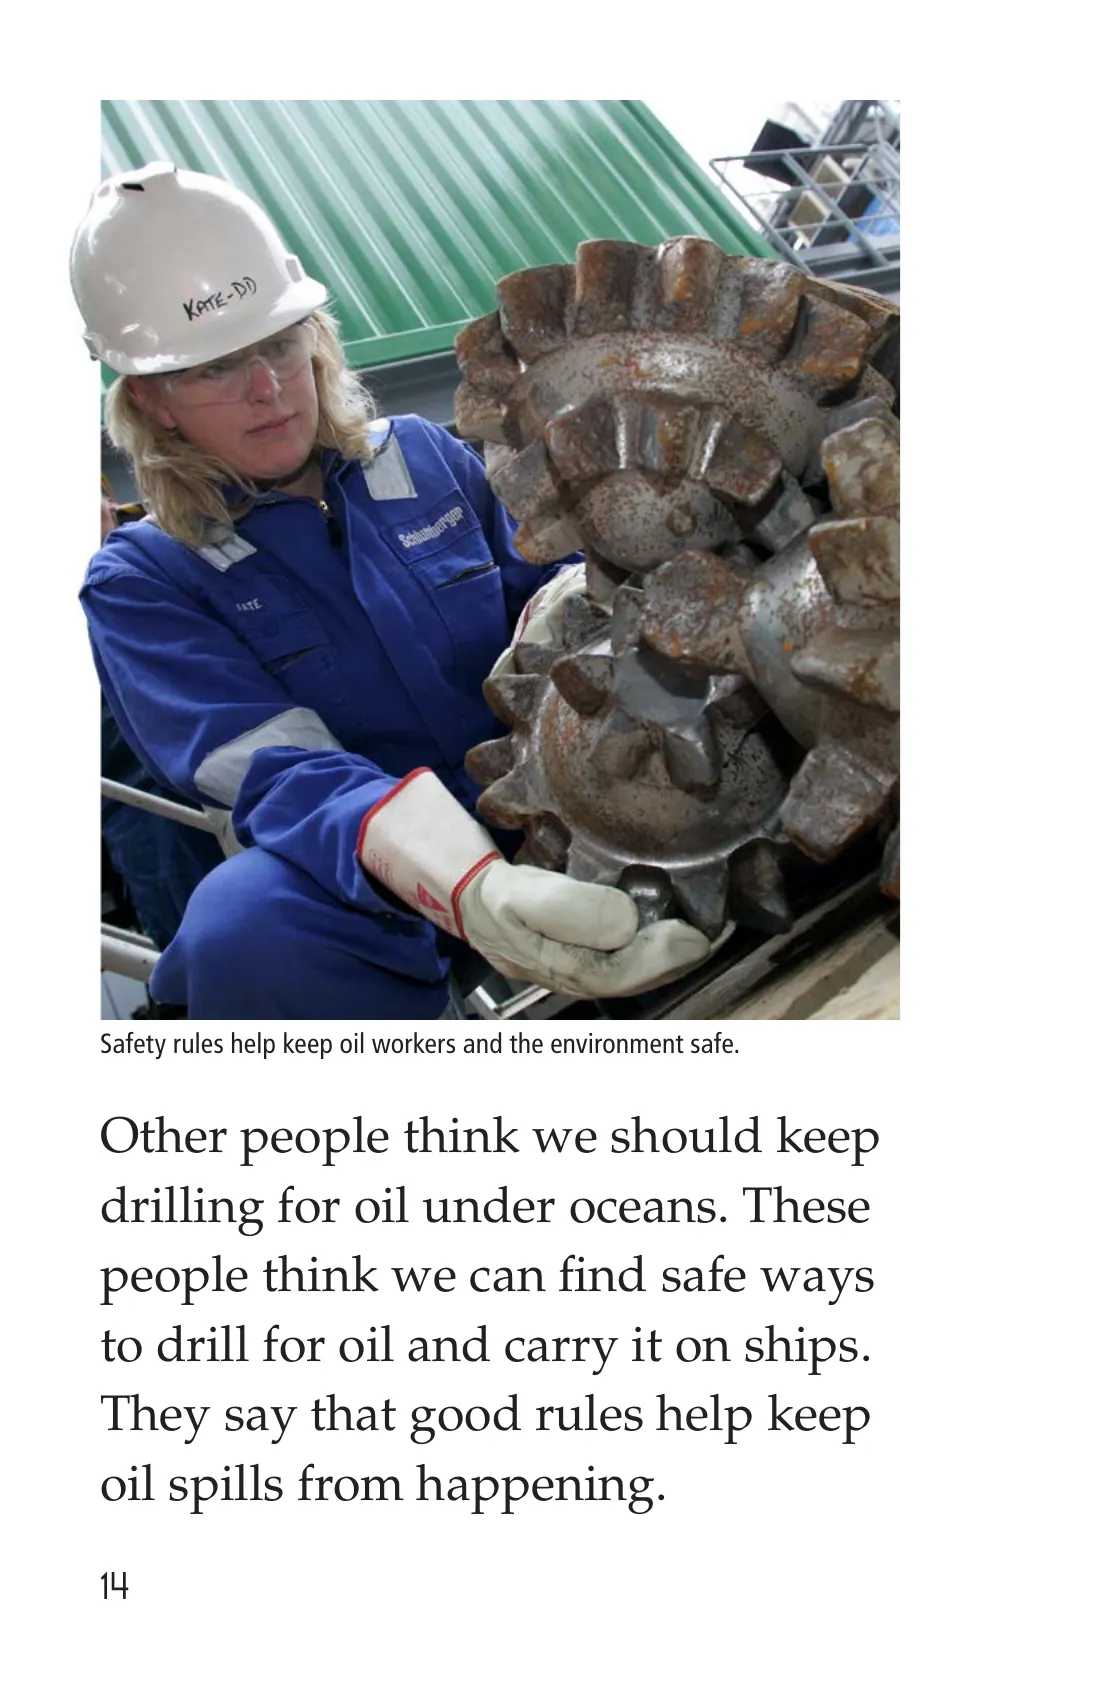 KATE-DD
Schlumberger
KATE
Safety rules help keep oil workers and the environment safe.
Other people think we should keep
drilling for oil under oceans. These
people think we can find safe ways
to drill for oil and carry it on ships.
They say that good rules help keep
oil spills from happening.
14